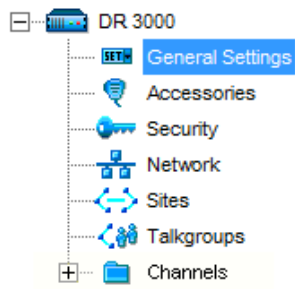 DR 3000
SET General Settings
Accessories
Security
Network
Sites
Talkgroups
Channels